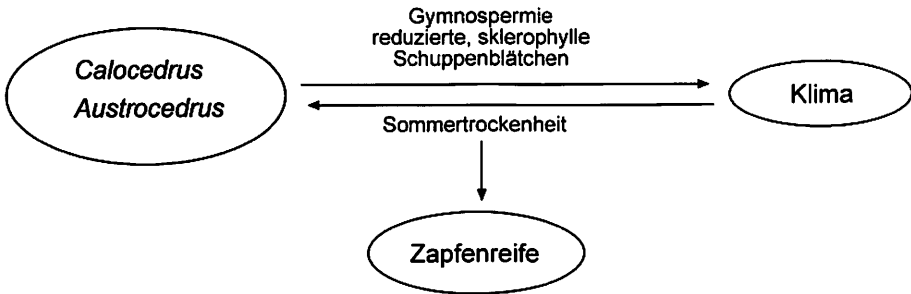 Gymnospermie
reduzierte, sklerophylle
Schuppenblätchen
Calocedrus
Austrocedrus
Klima
Sommertrockenheit
Zapfenreife